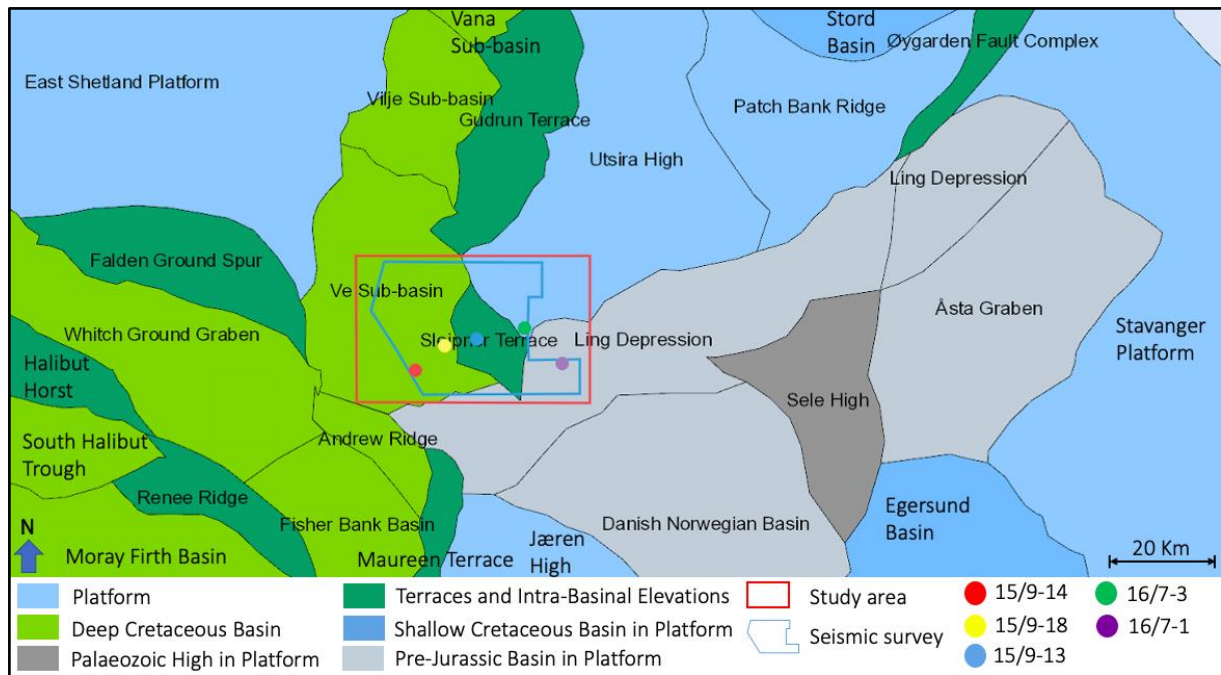 Vana
Sub-basin
Stord
Basin
Øygarden Fault Complex
East Shetland Platform
Vilje Sub-basin
Gudrun Terrace
Patch Bank Ridge
Utsira High
Ling Depression
Falden Ground Spur
Ve Sub-basin
Åsta Graben
Whitch Ground Graben
Sleipner Terrace
Ling Depression
Stavanger
Platform
Halibut
Horst
Sele High
South Halibut
Trough
Andrew Ridge
Renee Ridge
Fisher Bank Basin
Danish Norwegian Basin
Egersund
Basin
N
Moray Firth Basin
Maureen Terrace
Jæren
High
20 Km
Platform
Terraces and Intra-Basinal Elevations
Study area
15/9-14
16/7-3
Deep Cretaceous Basin
Shallow Cretaceous Basin in Platform
Seismic survey
15/9-18
16/7-1
Palaeozoic High in Platform
Pre-Jurassic Basin in Platform
15/9-13